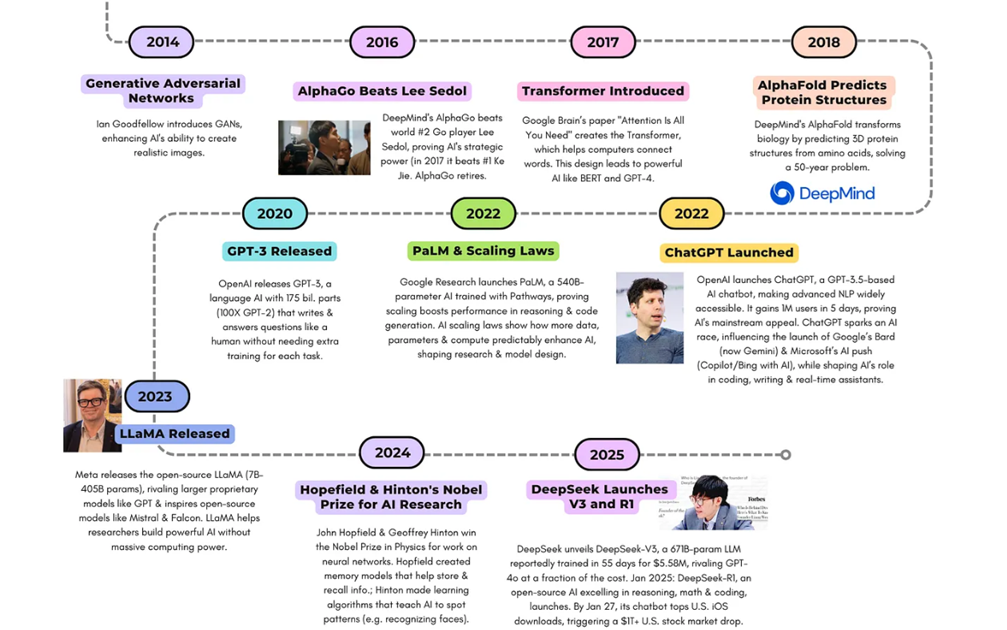 2014
2016
2017
2018
Generative Adversarial
Networks
Ian Goodfellow introduces GANs,
enhancing AI's ability to create
realistic images.
AlphaGo Beats Lee Sedol
DeepMind's AlphaGo beats
world #2 Go player Lee
Sedol, proving AI's strategic
power (in 2017 it beats #1 Ke
Jie. AlphaGo retires.
Transformer Introduced
Google Brain's paper "Attention Is All
You Need" creates the Transformer,
which helps computers connect
words. This design leads to powerful
AI like BERT and GPT-4.
AlphaFold Predicts
Protein Structures
DeepMind's AlphaFold transforms
biology by predicting 3D protein
structures from amino acids, solving
a 50-year problem.
DeepMind
2020
2022
2022
GPT-3 Released
OpenAI releases GPT-3, a
language AI with 175 bil. parts
(100X GPT-2) that writes &
answers questions like a
human without needing extra
training for each task.
PaLM & Scaling Laws
Google Research launches PaLM, a 540B-
parameter AI trained with Pathways, proving
scaling boosts performance in reasoning & code
generation. AI scaling laws show how more data,
parameters & compute predictably enhance AI,
shaping research & model design.
ChatGPT Launched
OpenAI launches ChatGPT, a GPT-3.5-based
AI chatbot, making advanced NLP widely
accessible. It gains 1M users in 5 days, proving
AI's mainstream appeal. ChatGPT sparks an AI
race, influencing the launch of Google's Bard
(now Gemini) & Microsoft's AI push
(Copilot/Bing with AI), while shaping AI's role
in coding, writing & real-time assistants.
2023
LLaMA Released
Meta releases the open-source LLaMA (7B-
405B params), rivaling larger proprietary
models like GPT & inspires open-source
models like Mistral & Falcon. LLaMA helps
researchers build powerful AI without
massive computing power.
2024
Hopefield & Hinton's Nobel
Prize for AI Research
John Hopfield & Geoffrey Hinton win
the Nobel Prize in Physics for work on
neural networks. Hopfield created
memory models that help store &
recall info.; Hinton made learning
algorithms that teach AI to spot
patterns (e.g. recognizing faces).
2025
DeepSeek Launches
V3 and R1
Forbes
DeepSeek unveils DeepSeek-V3, a 671B-param LLM
reportedly trained in 55 days for $5.58M, rivaling GPT-
4o at a fraction of the cost. Jan 2025: DeepSeek-R1, an
open-source AI excelling in reasoning, math & coding,
launches. By Jan 27, its chatbot tops U.S. iOS
downloads, triggering a $1T+ U.S. stock market drop.